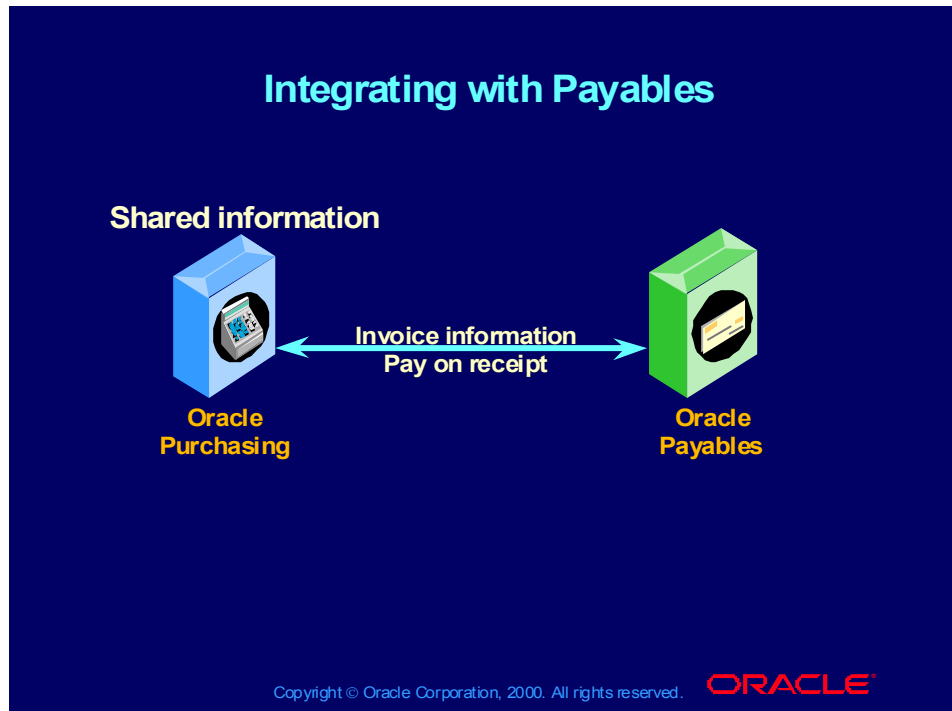 Integrating with Payables
Shared information
Invoice information
Pay on receipt
Oracle
Purchasing
Oracle
Payables
Copyright © Oracle Corporation, 2000. All rights reserved.
ORACLE®